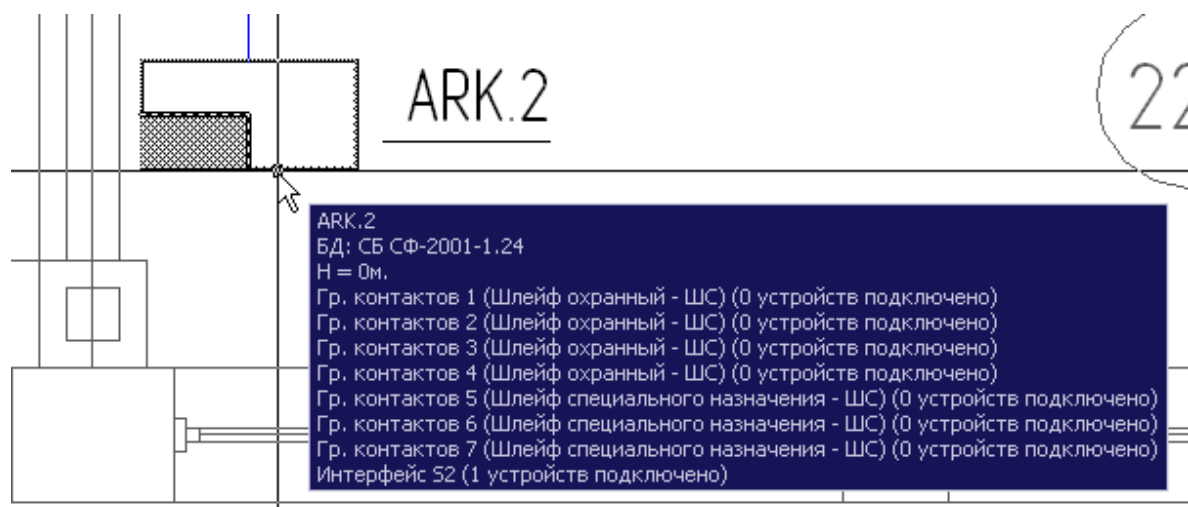 ARK.2
22
ARK.2
БД: СБ СФ-2001-1.24
Н = 0м.
Гр. контактов 1 (Шлейф охранный - ШС) (0 устройств подключено)
Гр. контактов 2 (Шлейф охранный - ШС) (0 устройств подключено)
Гр. контактов 3 (Шлейф охранный - ШС) (0 устройств подключено)
Гр. контактов 4 (Шлейф охранный - ШС) (0 устройств подключено)
Гр. контактов 5 (Шлейф специального назначения - ШС) (0 устройств подключено)
Гр. контактов 6 (Шлейф специального назначения - ШС) (0 устройств подключено)
Гр. контактов 7 (Шлейф специального назначения - ШС) (0 устройств подключено)
Интерфейс S2 (1 устройств подключено)